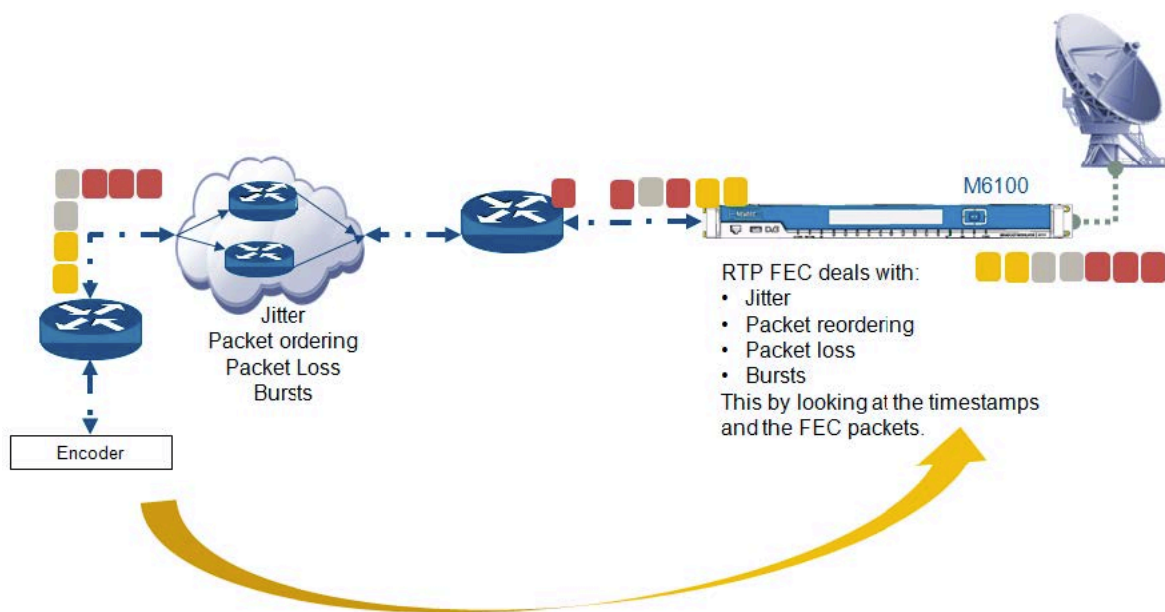 M6100
Jitter
Packet ordering
Packet Loss
Bursts
RTP FEC deals with:
• Jitter
• Packet reordering
• Packet loss
• Bursts
This by looking at the timestamps
and the FEC packets.
Encoder